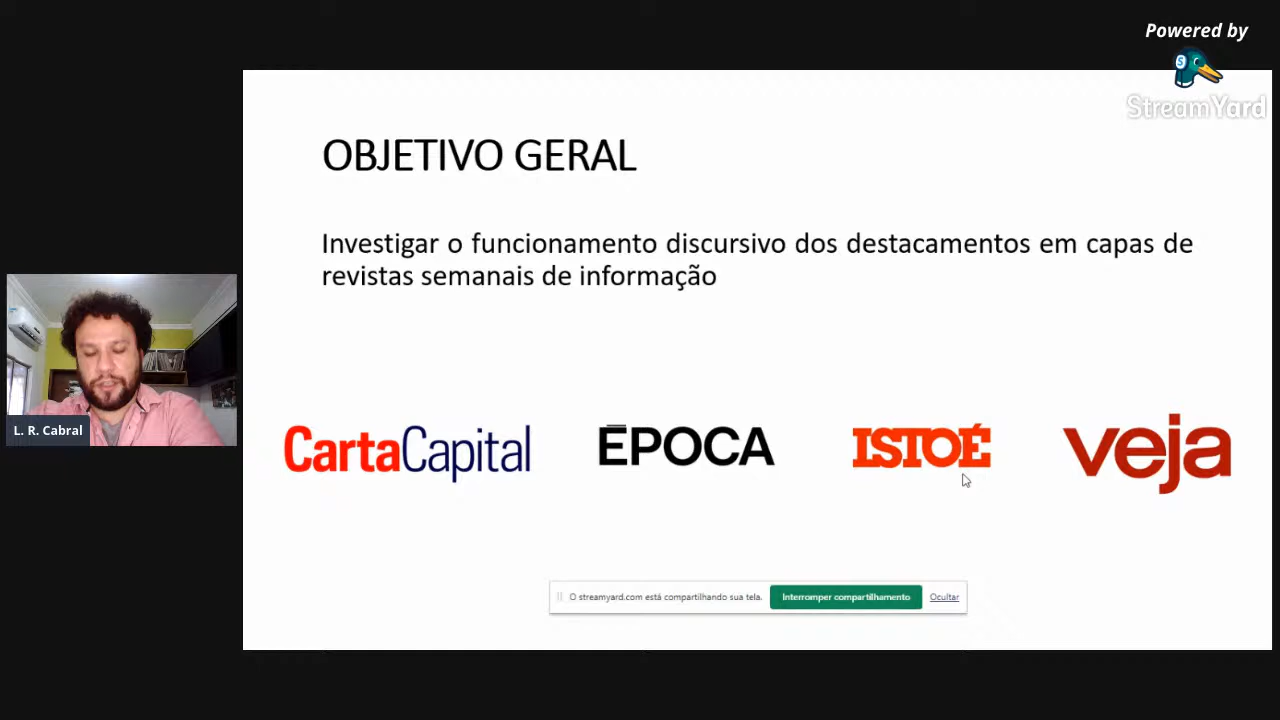 Powered by
StreamYard
OBJETIVO GERAL
Investigar o funcionamento discursivo dos destacamentos em capas de
revistas semanais de informação
L. R. Cabral
CartaCapital
ĒPOCA
ISTOÉ
veja
O streamyard.com está compartilhando sua tela.
Interromper compartilhamento
Ocultar